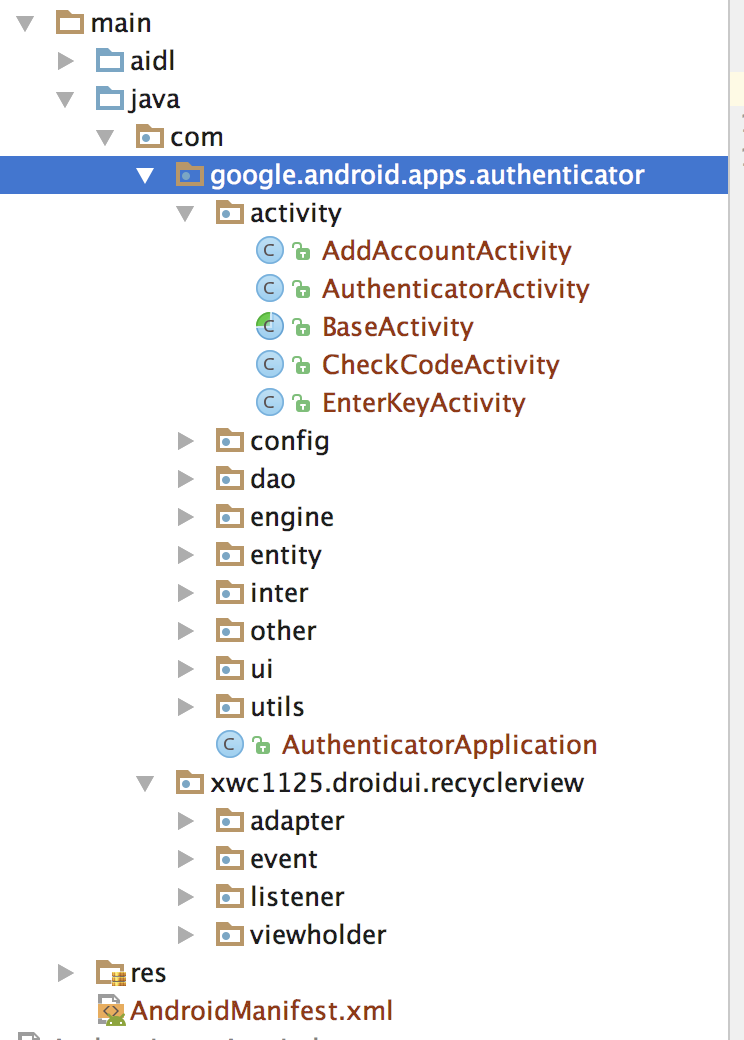 main
aidl
java
com
google.android.apps.authenticator
activity
AddAccountActivity
AuthenticatorActivity
BaseActivity
CheckCodeActivity
EnterKeyActivity
config
dao
engine
entity
inter
other
ui
utils
AuthenticatorApplication
xwc1125.droidui.recyclerview
adapter
event
listener
viewholder
res
AndroidManifest.xml